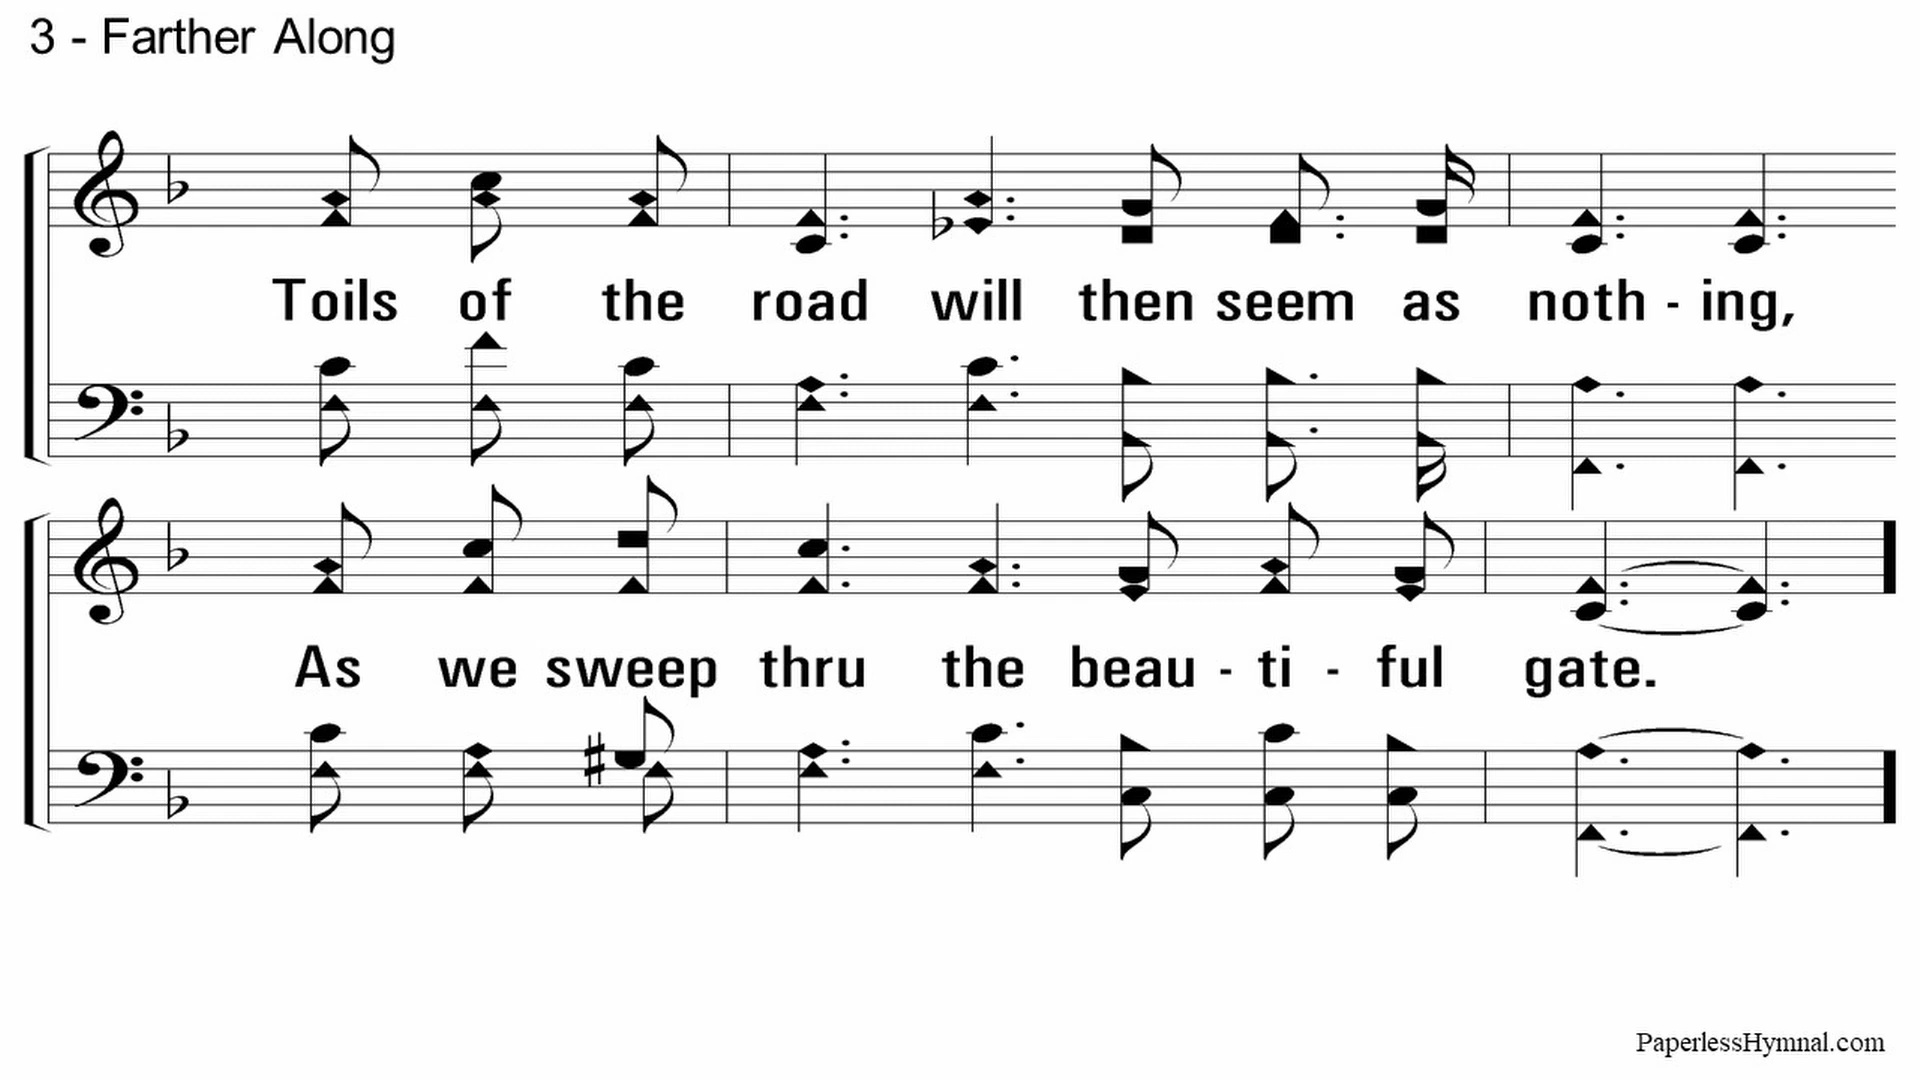 3 - Farther Along
Toils of the road will then seem as noth - ing,
As we sweep thru the beau - ti - ful gate.
PaperlessHymnal.com